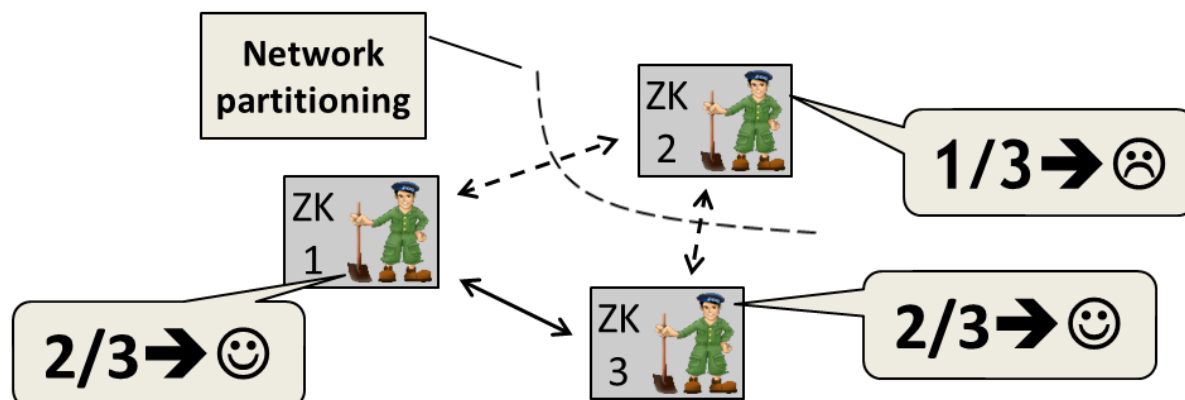 Network
partitioning
ZK
2
1/3➔☹
ZK
1
2/3➔☺
ZK
3
2/3➔☺